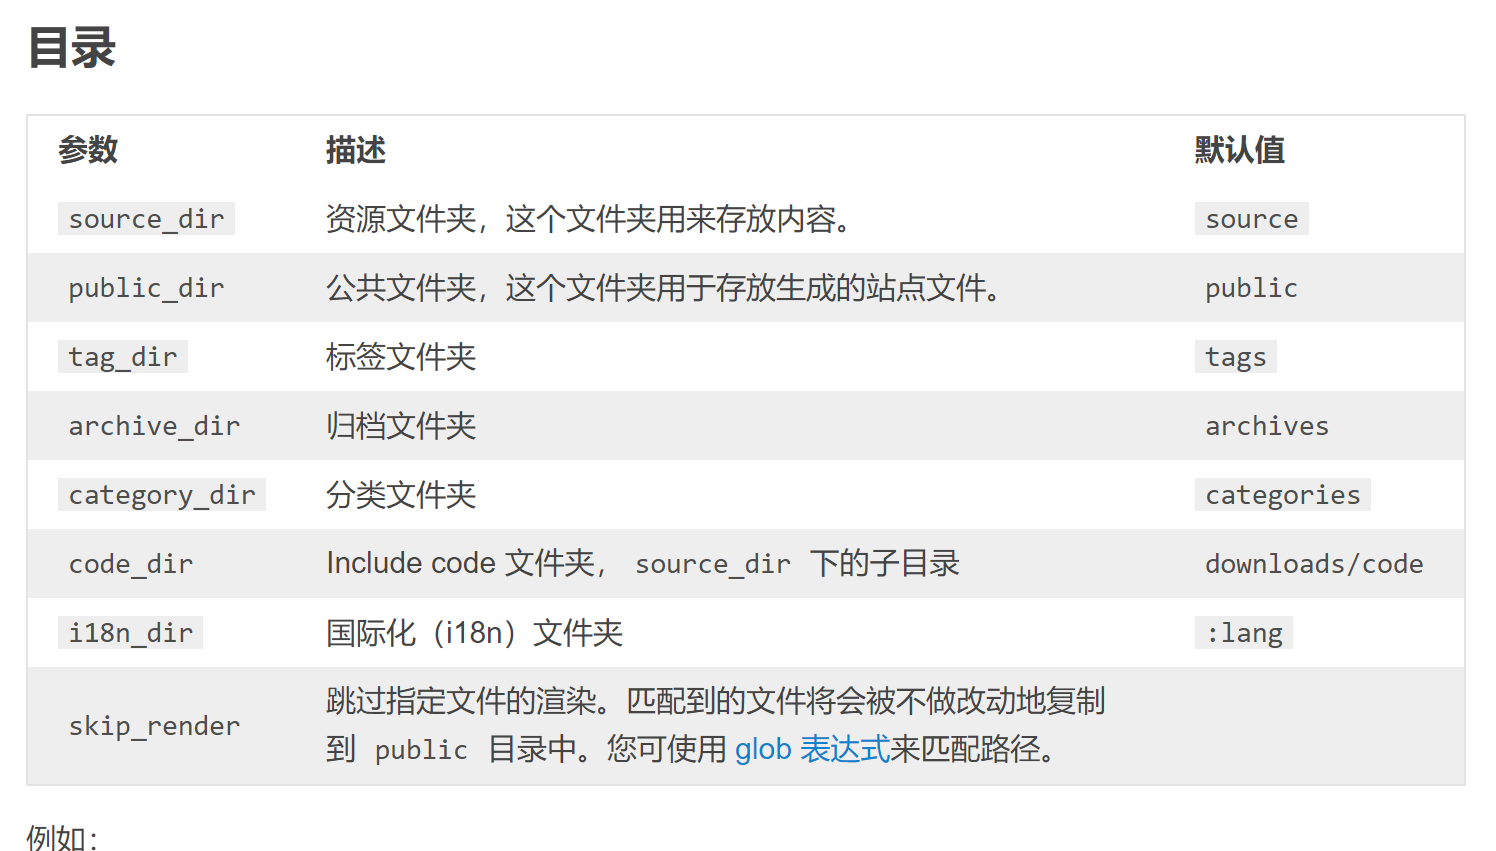 目录
参数 描述 默认值
source_dir 资源文件夹，这个文件夹用来存放内容。 source
public_dir 公共文件夹，这个文件夹用于存放生成的站点文件。 public
tag_dir 标签文件夹 tags
archive_dir 归档文件夹 archives
category_dir 分类文件夹 categories
code_dir Include code 文件夹， source_dir 下的子目录 downloads/code
i18n_dir 国际化（i18n）文件夹 :lang
skip_render 跳过指定文件的渲染。匹配到的文件将会被不做改动地复制
到 public 目录中。您可使用 glob 表达式来匹配路径。
例如：